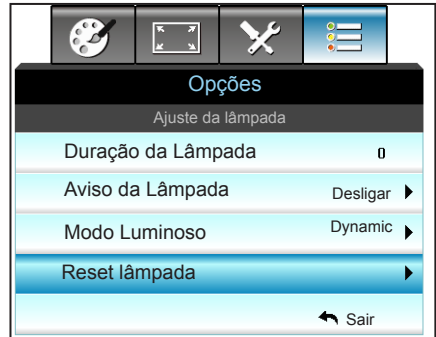 Opções
Ajuste da lâmpada
Duração da Lâmpada 0
Aviso da Lâmpada Desligar
Modo Luminoso Dynamic
Reset lâmpada
Sair